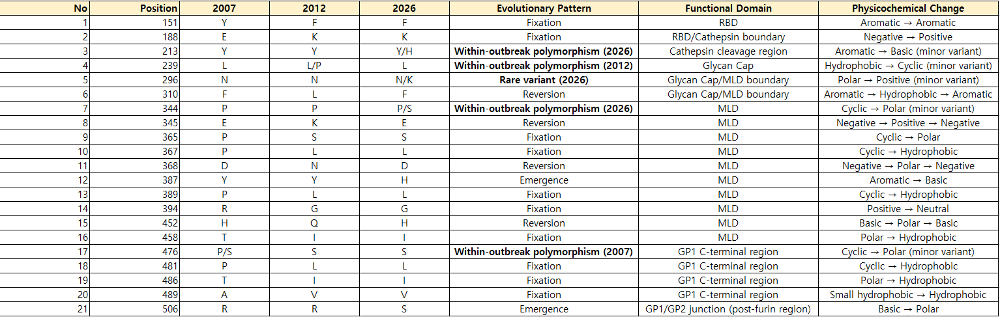 No Position 2007 2012 2026 Evolutionary Pattern Functional Domain Physicochemical Change
1 151 Y F F Fixation RBD Aromatic → Aromatic
2 188 E K K Fixation RBD/Cathepsin boundary Negative → Positive
3 213 Y Y Y/H Within-outbreak polymorphism (2026) Cathepsin cleavage region Aromatic → Basic (minor variant)
4 239 L L/P L Within-outbreak polymorphism (2012) Glycan Cap Hydrophobic → Cyclic (minor variant)
5 296 N N N/K Rare variant (2026) Glycan Cap/MLD boundary Polar → Positive (minor variant)
6 310 F L F Reversion Glycan Cap/MLD boundary Aromatic → Hydrophobic → Aromatic
7 344 P P P/S Within-outbreak polymorphism (2026) MLD Cyclic → Polar (minor variant)
8 345 E K E Reversion MLD Negative → Positive → Negative
9 365 P S S Fixation MLD Cyclic → Polar
10 367 P L L Fixation MLD Cyclic → Hydrophobic
11 368 D N D Reversion MLD Negative → Polar → Negative
12 387 Y Y H Emergence MLD Aromatic → Basic
13 389 P L L Fixation MLD Cyclic → Hydrophobic
14 394 R G G Fixation MLD Positive → Neutral
15 452 H Q H Reversion MLD Basic → Polar → Basic
16 458 T I I Fixation MLD Polar → Hydrophobic
17 476 P/S S S Within-outbreak polymorphism (2007) GP1 C-terminal region Cyclic → Polar (minor variant)
18 481 P L L Fixation GP1 C-terminal region Cyclic → Hydrophobic
19 486 T I I Fixation GP1 C-terminal region Polar → Hydrophobic
20 489 A V V Fixation GP1 C-terminal region Small hydrophobic → Hydrophobic
21 506 R R S Emergence GP1/GP2 junction (post-furin region) Basic → Polar